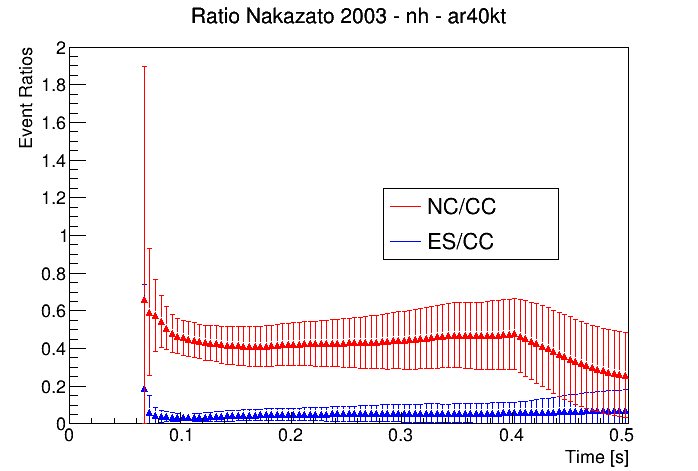 Ratio Nakazato 2003 - nh - ar40kt
Event Ratios
2
1.8
1.6
1.4
1.2
1
0.8
0.6
0.4
0.2
0
NC/CC
ES/CC
0 0.1 0.2 0.3 0.4 0.5
Time [s]